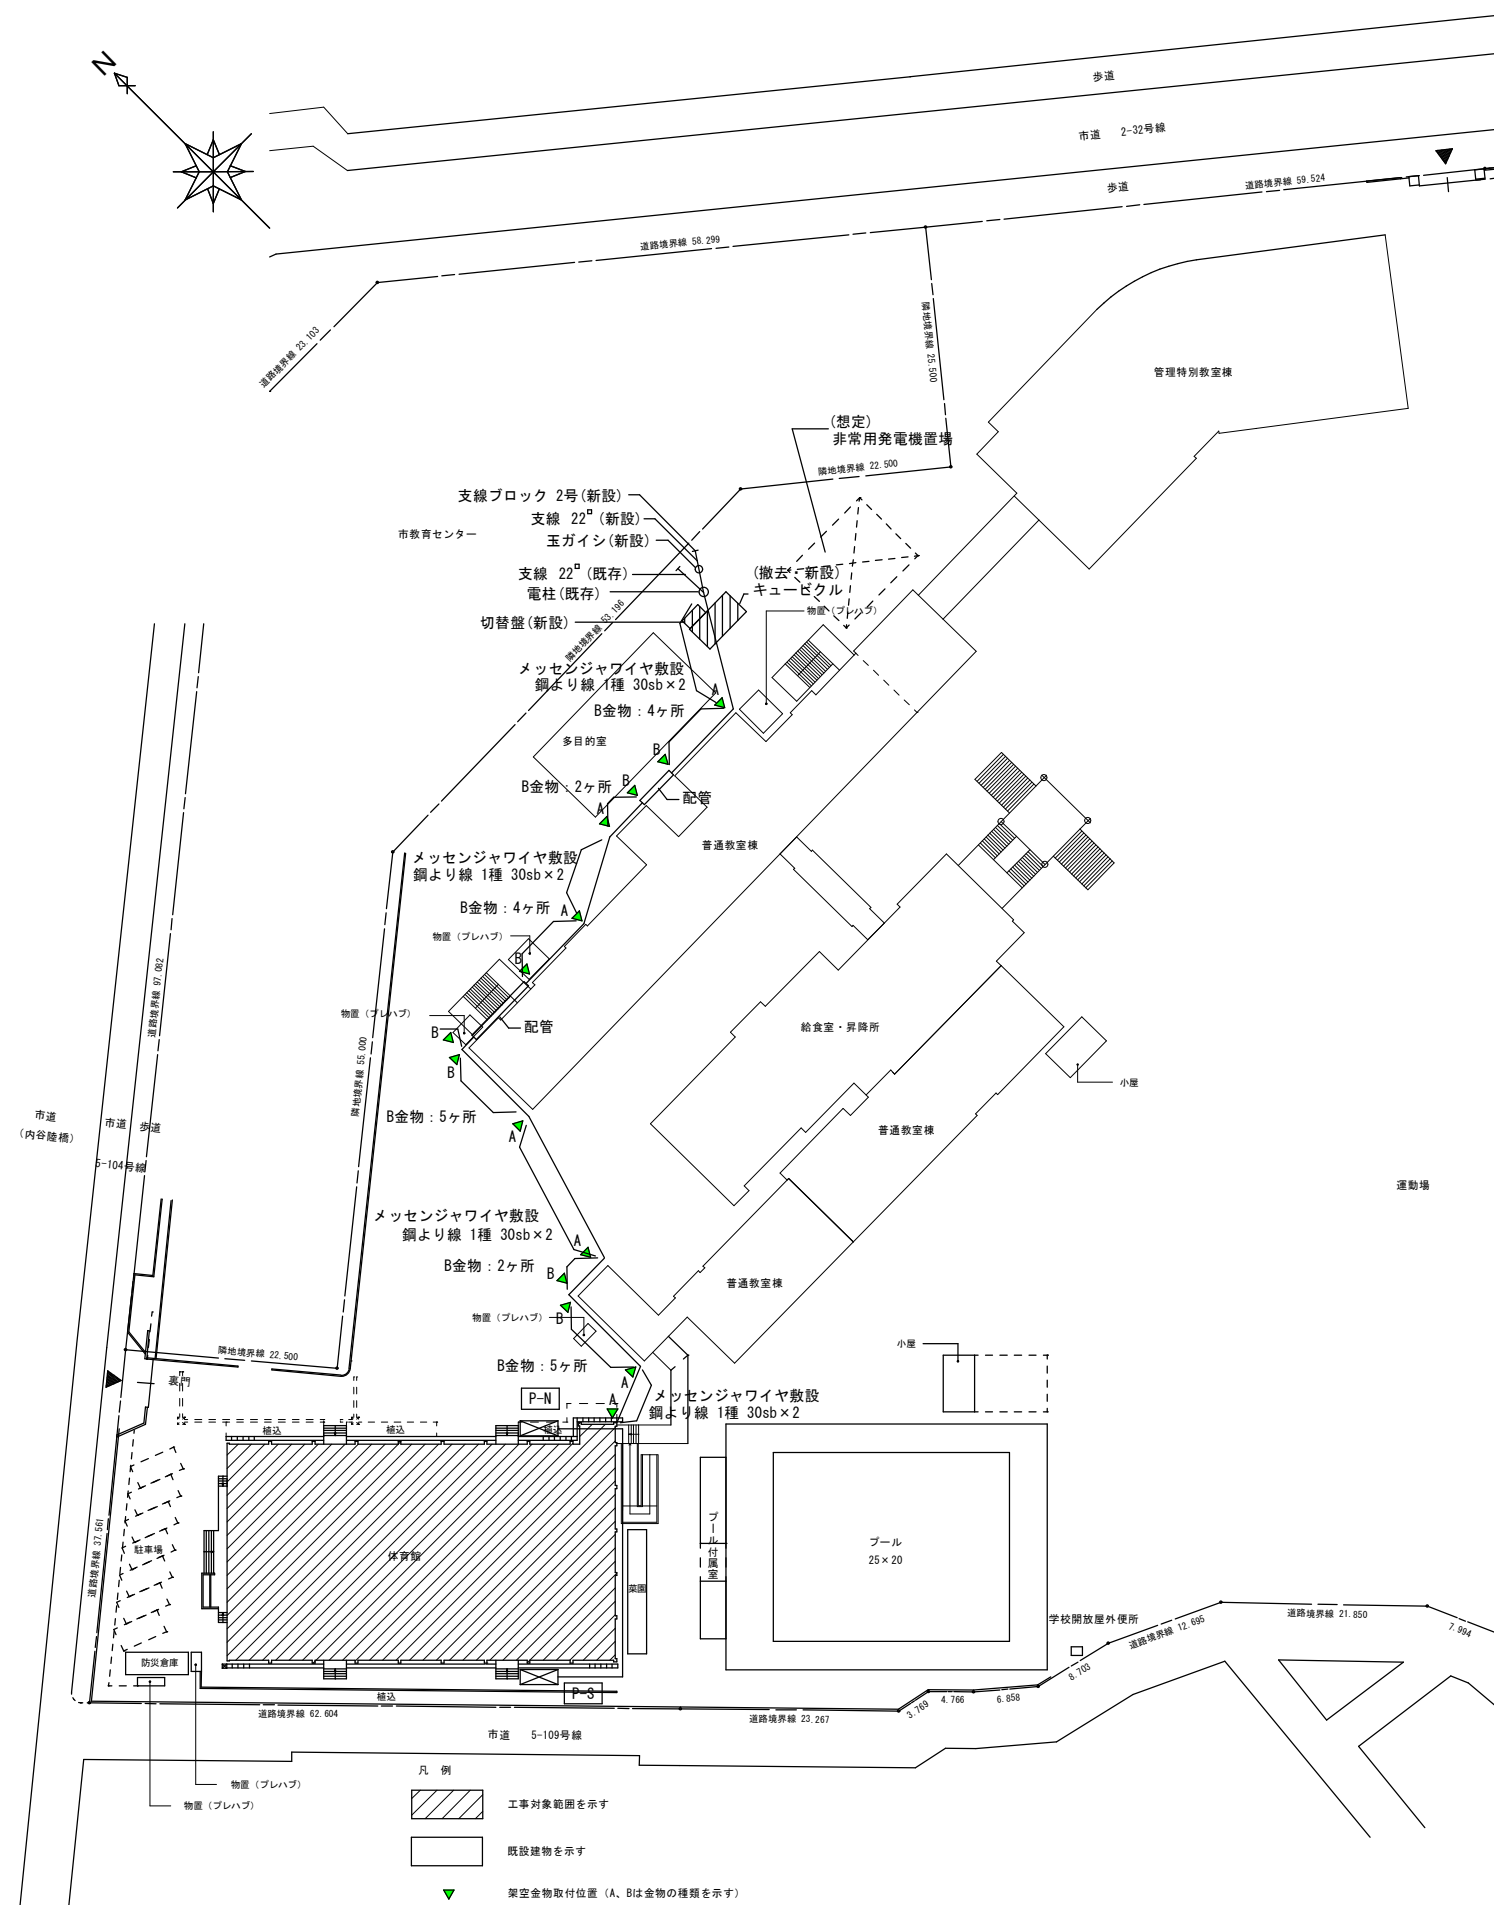 N
歩道
市道 2-32号線
歩道
道路境界線 59.524
道路境界線 58.299
道路境界線 23.103
隣地境界線 25.500
管理特別教室棟
(想定)
非常用発電機置場
隣地境界線 22.500
支線ブロック 2号(新設)
支線 22□ (新設)
市教育センター
玉ガイシ(新設)
支線 22□ (既存)
(撤去・新設)
キュービクル
電柱(既存)
物置 (プレハブ)
切替盤(新設)
隣地境界線 53.196
メッセンジャワイヤ敷設
鋼より線 1種 30sb×2
A
B金物：4ヶ所
多目的室
B
B金物：2ヶ所
B
配管
A
普通教室棟
メッセンジャワイヤ敷設
鋼より線 1種 30sb×2
B金物：4ヶ所
A
物置 (プレハブ)
B
道路境界線 97.082
物置 (プレハブ)
配管
B
給食室・昇降所
隣地境界線 55.000
B
小屋
B金物：5ヶ所
市道
(内谷陸橋)
市道 歩道
5-104号線
A
普通教室棟
運動場
メッセンジャワイヤ敷設
鋼より線 1種 30sb×2
A
B金物：2ヶ所
B
普通教室棟
物置 (プレハブ)
B
隣地境界線 22.500
小屋
B金物：5ヶ所
A
裏門
P-N
メッセンジャワイヤ敷設
鋼より線 1種 30sb×2
A
植込
植込
植込
道路境界線 37.561
駐車場
体育館
菜園
プール付属室
プール
25×20
学校開放屋外便所
道路境界線 12.695
道路境界線 21.850
7.994
防災倉庫
8.703
植込
P-S
3.769
4.766
6.858
道路境界線 62.604
道路境界線 23.267
市道 5-109号線
物置 (プレハブ)
物置 (プレハブ)
凡 例
工事対象範囲を示す
既設建物を示す
架空金物取付位置 (A、Bは金物の種類を示す)